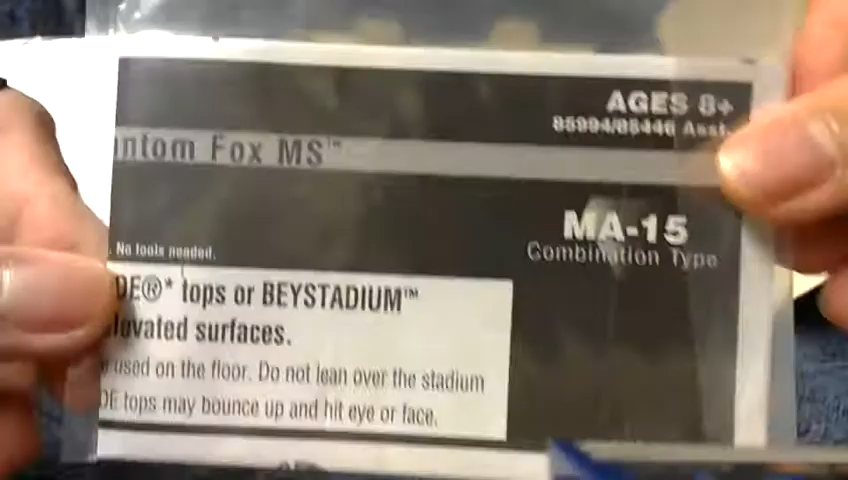 AGES 8+
85994/85446 Asst.
ntom Fox MS™
MA-15
Combination Type
. No tools needed.
DE®* tops or BEYSTADIUM™
levated surfaces.
used on the floor. Do not lean over the stadium
DE tops may bounce up and hit eye or face.